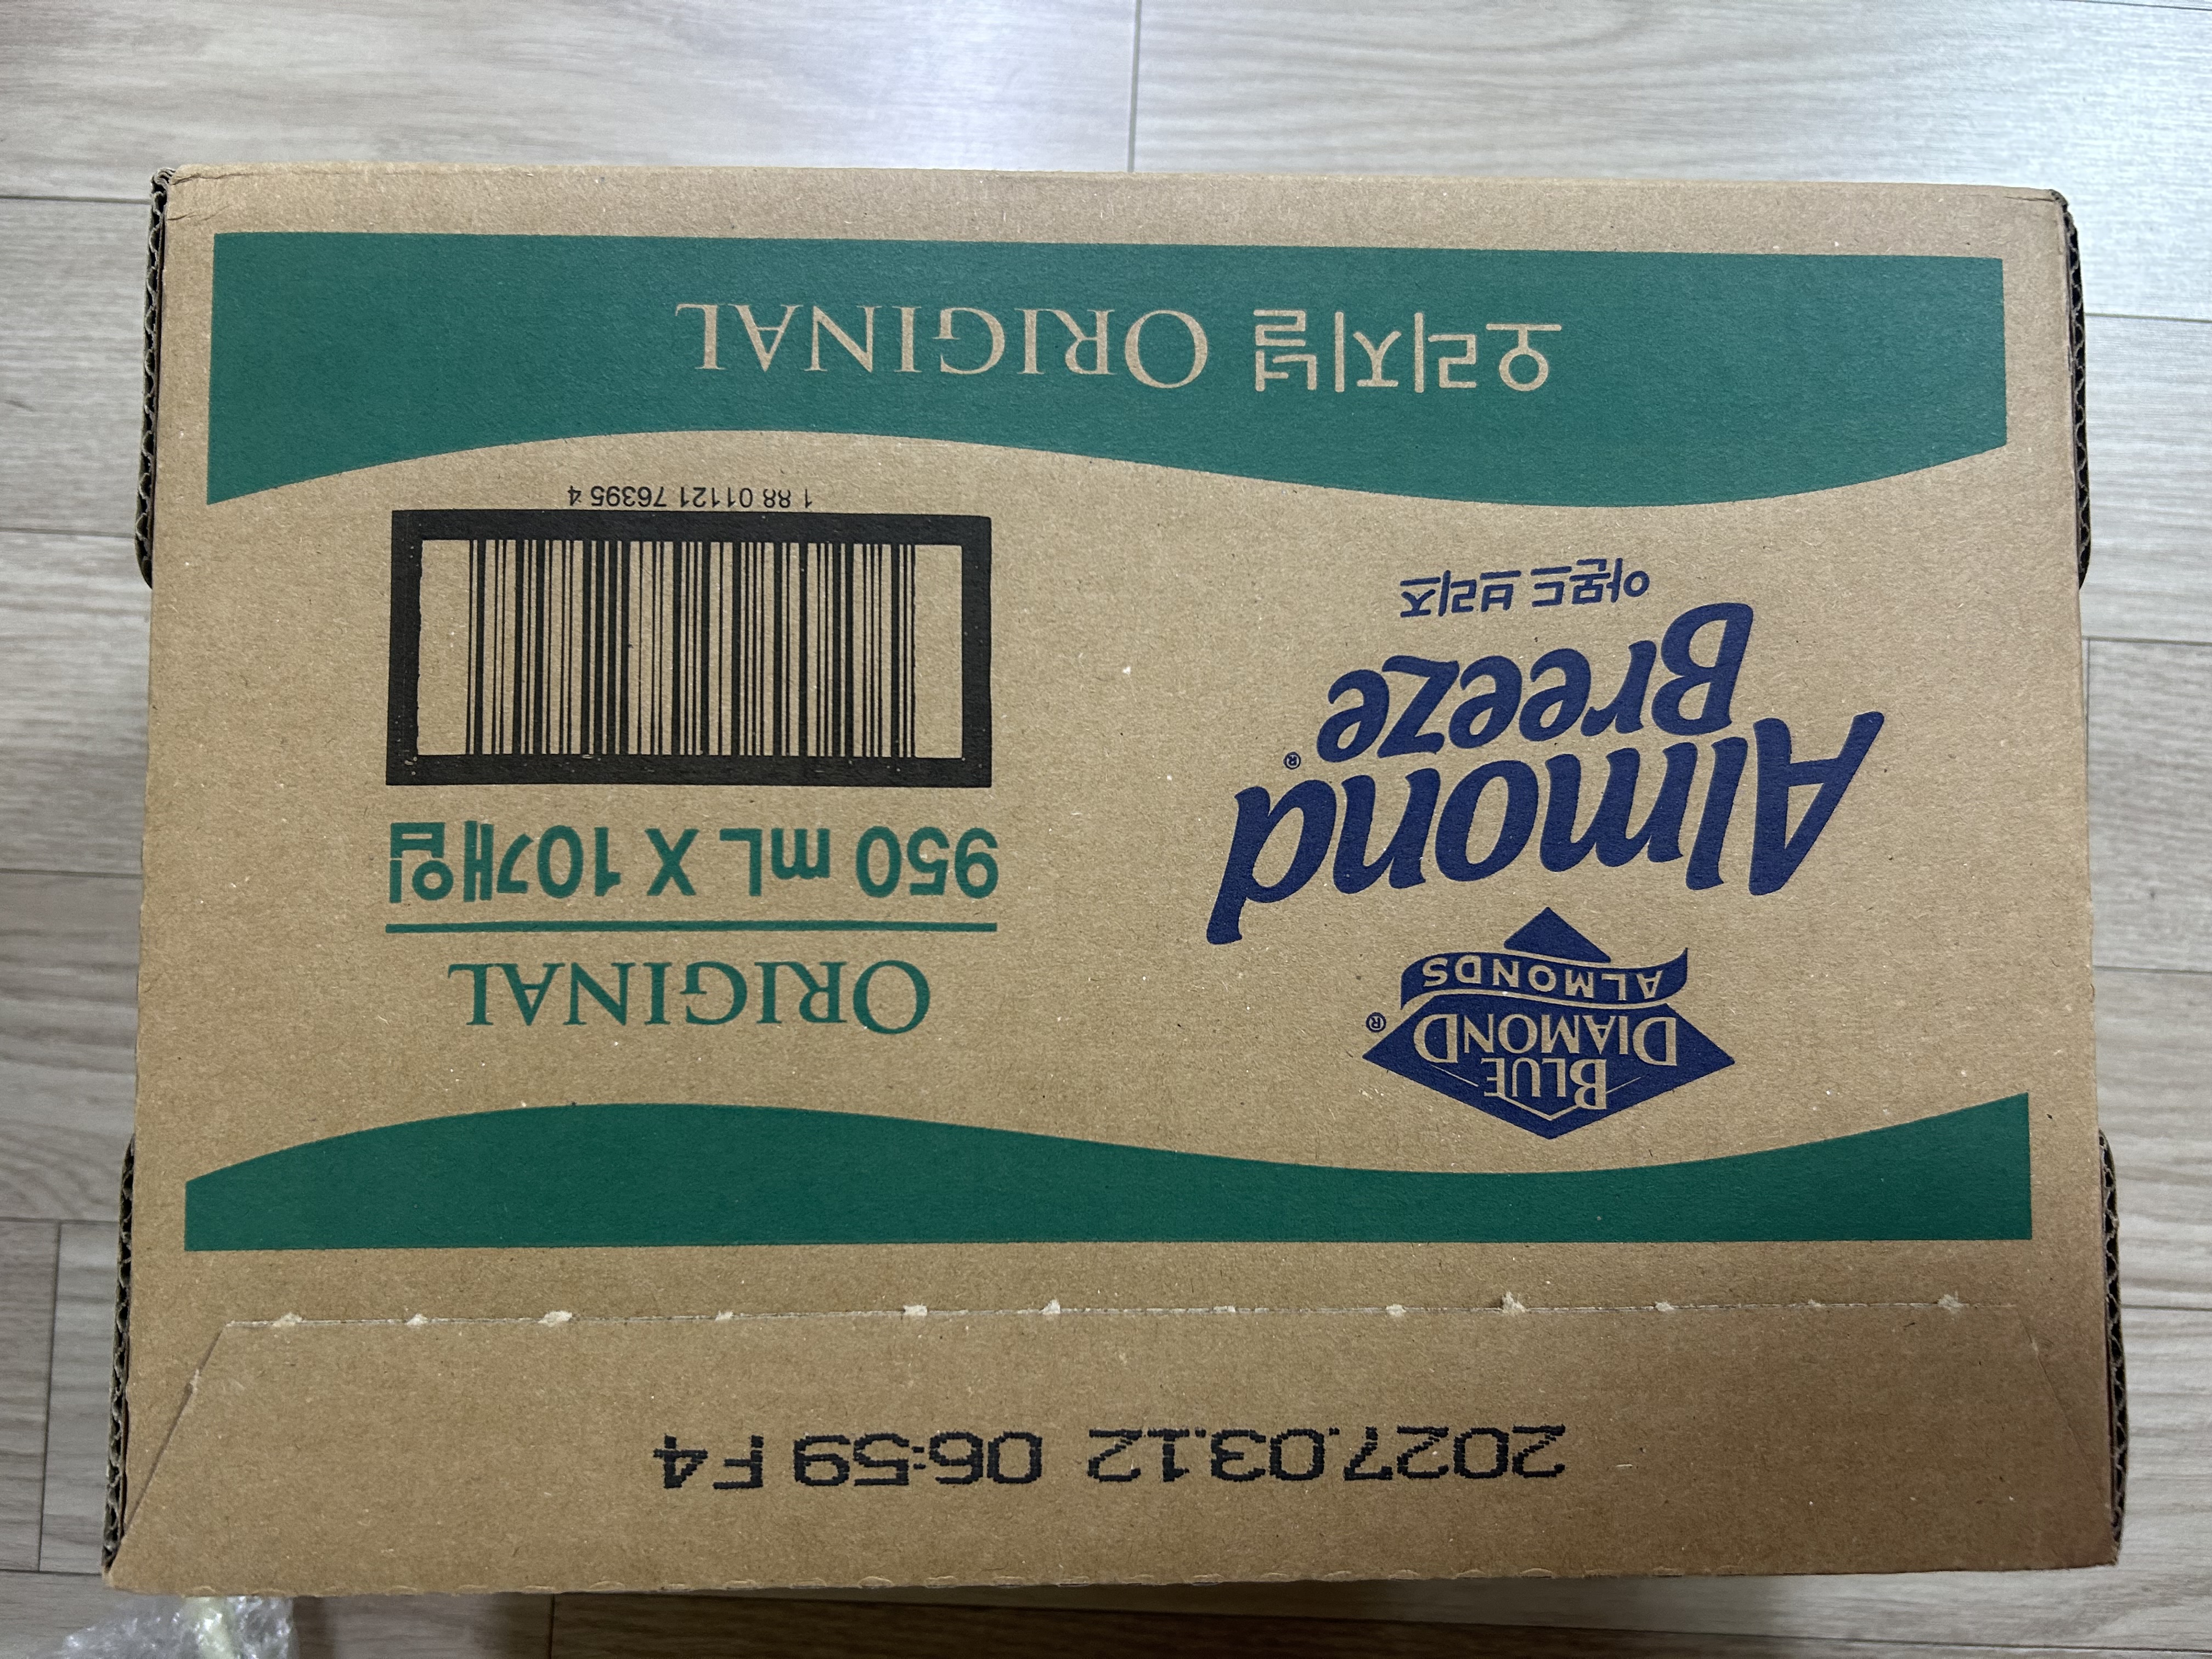 2027.03.12 06:59 F4
BLUE
DIAMOND®
ALMONDS
Almond
Breeze®
아몬드 브리즈
ORIGINAL
950 mL X 10개입
1 88 01121 76395 4
오리지널 ORIGINAL